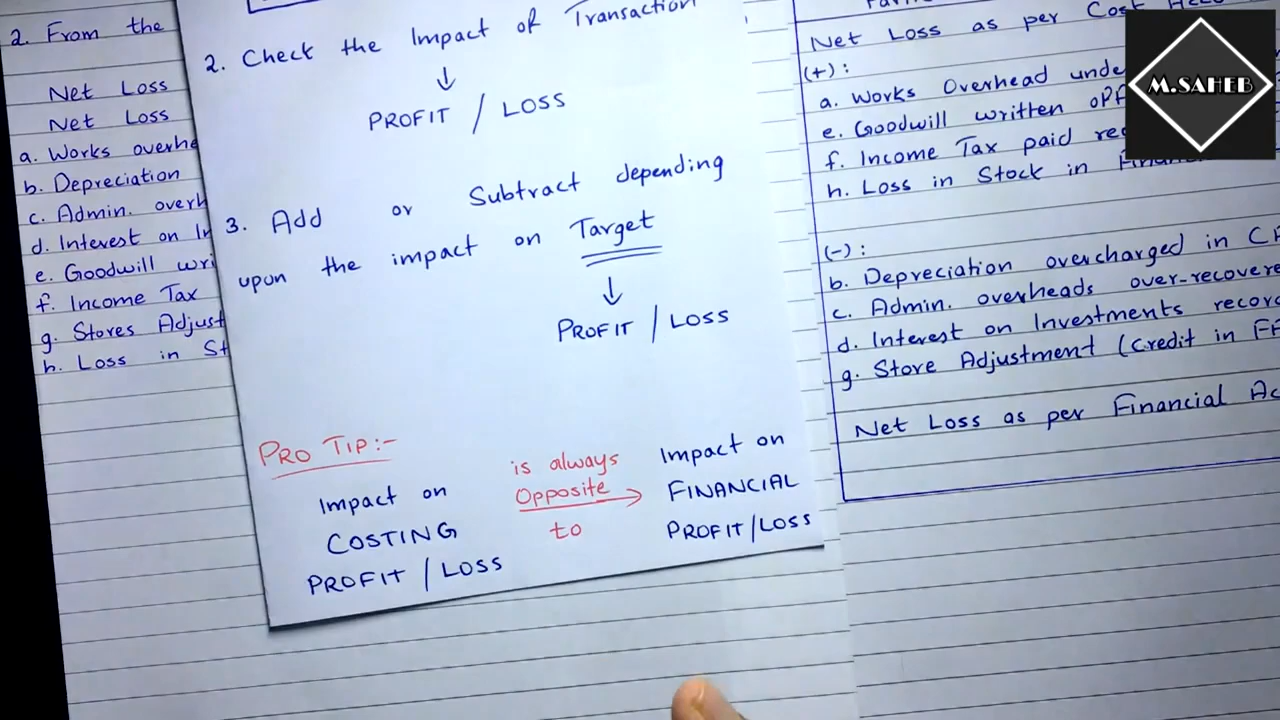 2. From the
Net Loss
Net Loss
a. Works overhe
b. Depreciation
c. Admin. overh
d. Interest on In
e. Goodwill wri
f. Income Tax
g. Stores Adjust
h. Loss in St
2. Check the Impact of Transaction
↓
PROFIT / LOSS
3. Add or Subtract depending
upon the impact on Target
↓
PROFIT / LOSS
PRO TIP:-
Impact on
COSTING
PROFIT / LOSS
is always
Opposite →
to
Impact on
FINANCIAL
PROFIT/LOSS
Net Loss as per Cost
(+):
a. Works Overhead unde
e. Goodwill written off
f. Income Tax paid rec
h. Loss in Stock in Finan
(-):
b. Depreciation overcharged in
c. Admin. overheads over-recovere
d. Interest on Investments recor
g. Store Adjustment (credit in
Net Loss as per Financial Ac
M.SAHEB